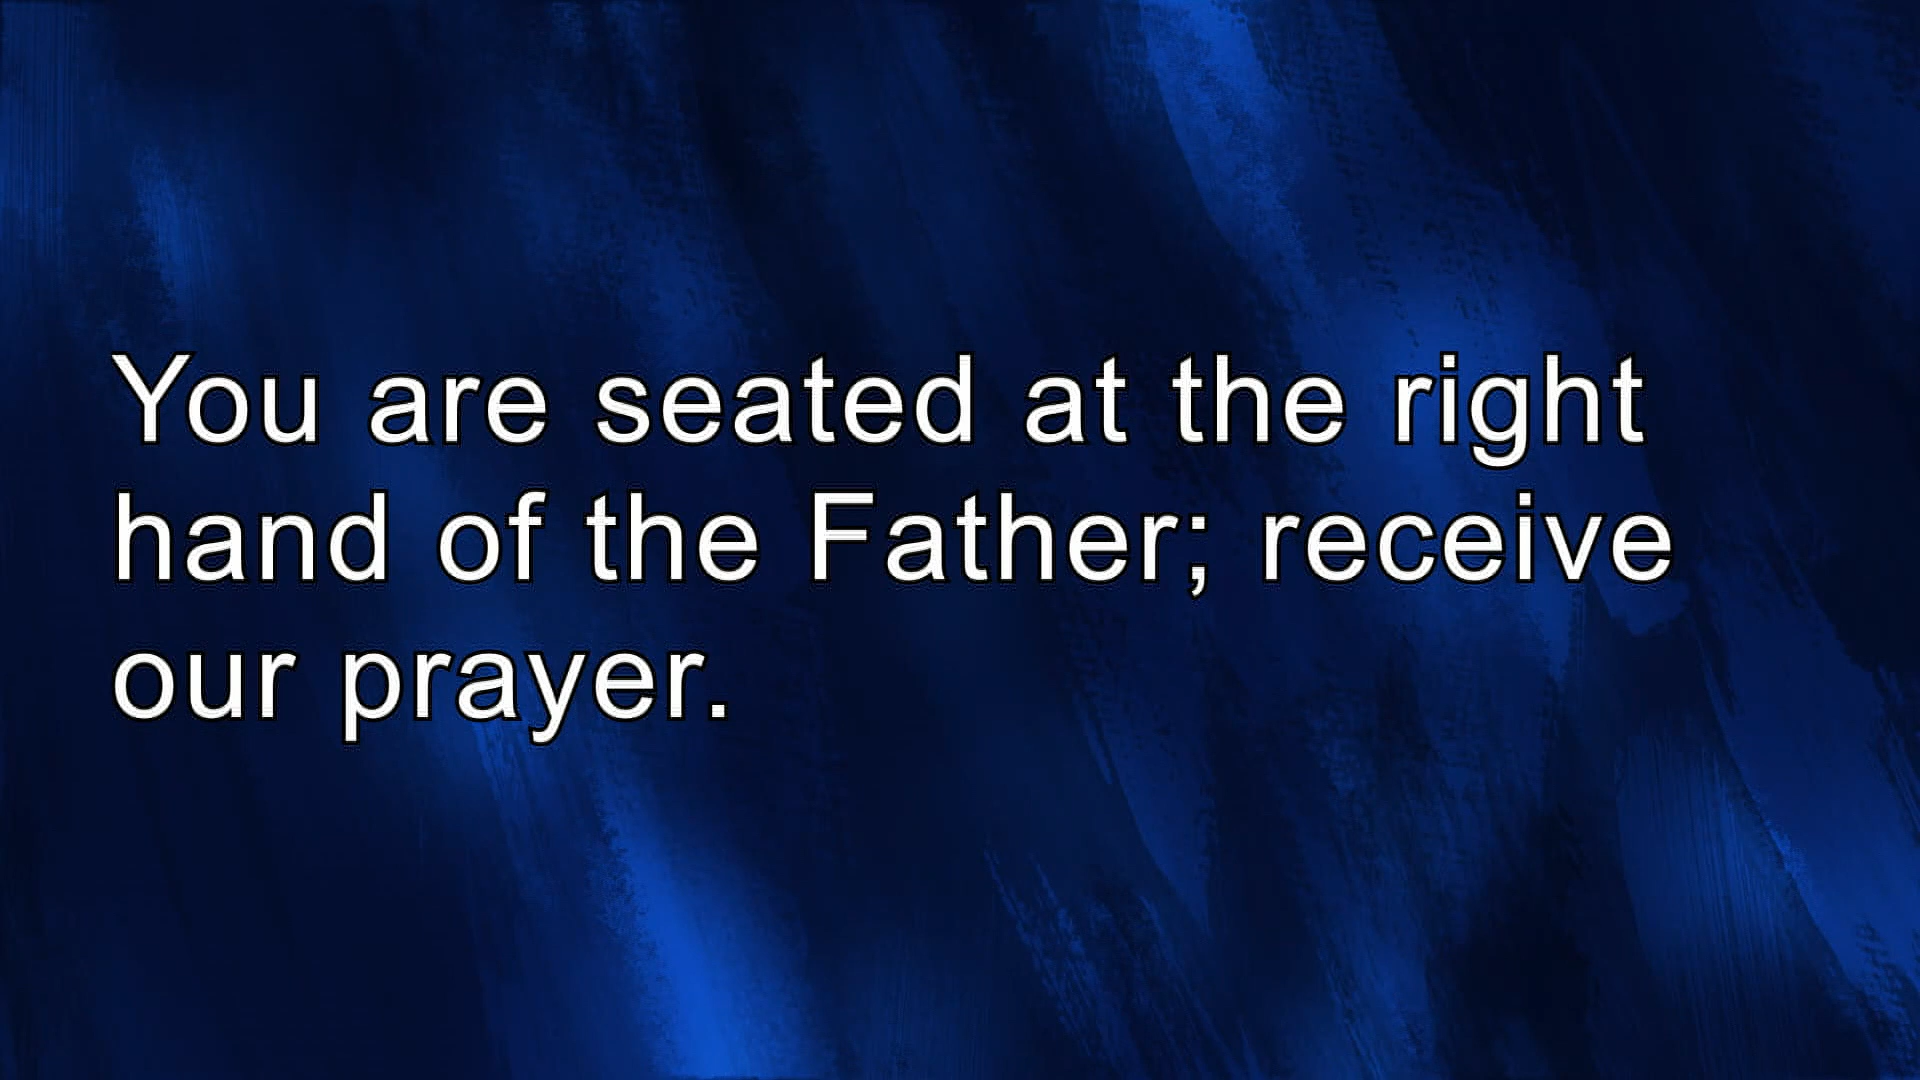 You are seated at the right
hand of the Father; receive
our prayer.